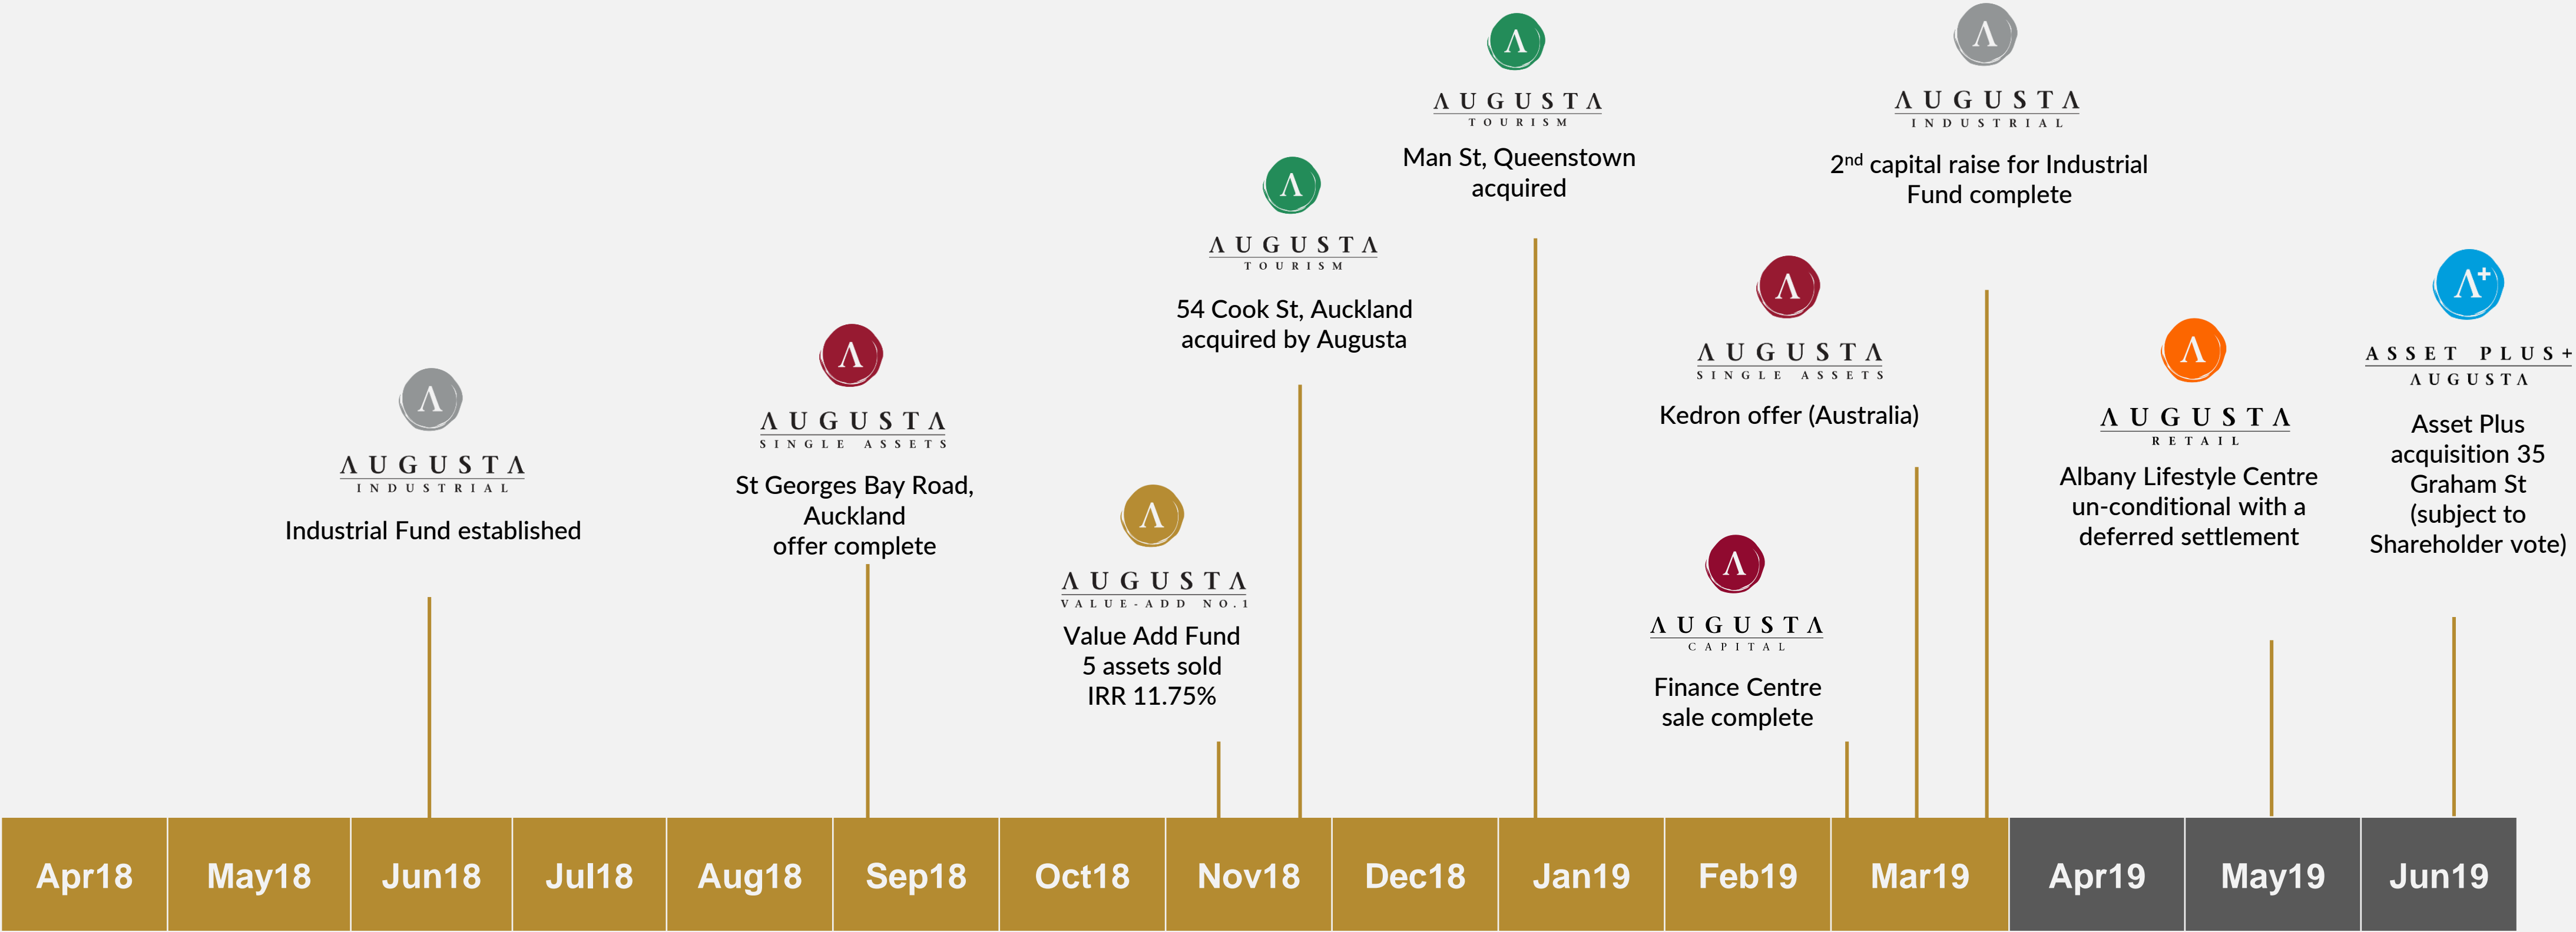 AUGUSTA
INDUSTRIAL
Industrial Fund established
AUGUSTA
SINGLE ASSETS
St Georges Bay Road,
Auckland
offer complete
AUGUSTA
VALUE-ADD NO.1
Value Add Fund
5 assets sold
IRR 11.75%
AUGUSTA
TOURISM
54 Cook St, Auckland
acquired by Augusta
AUGUSTA
TOURISM
Man St, Queenstown
acquired
AUGUSTA
CAPITAL
Finance Centre
sale complete
AUGUSTA
SINGLE ASSETS
Kedron offer (Australia)
AUGUSTA
INDUSTRIAL
2nd capital raise for Industrial
Fund complete
AUGUSTA
RETAIL
Albany Lifestyle Centre
un-conditional with a
deferred settlement
A+
ASSET PLUS+
AUGUSTA
Asset Plus
acquisition 35
Graham St
(subject to
Shareholder vote)
Apr18
May18
Jun18
Jul18
Aug18
Sep18
Oct18
Nov18
Dec18
Jan19
Feb19
Mar19
Apr19
May19
Jun19